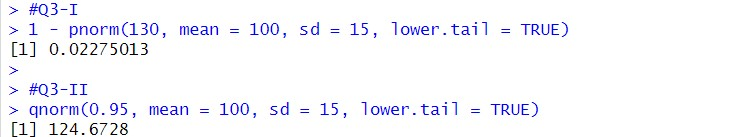 > #Q3-I
> 1 - pnorm(130, mean = 100, sd = 15, lower.tail = TRUE)
[1] 0.02275013
>
> #Q3-II
> qnorm(0.95, mean = 100, sd = 15, lower.tail = TRUE)
[1] 124.6728